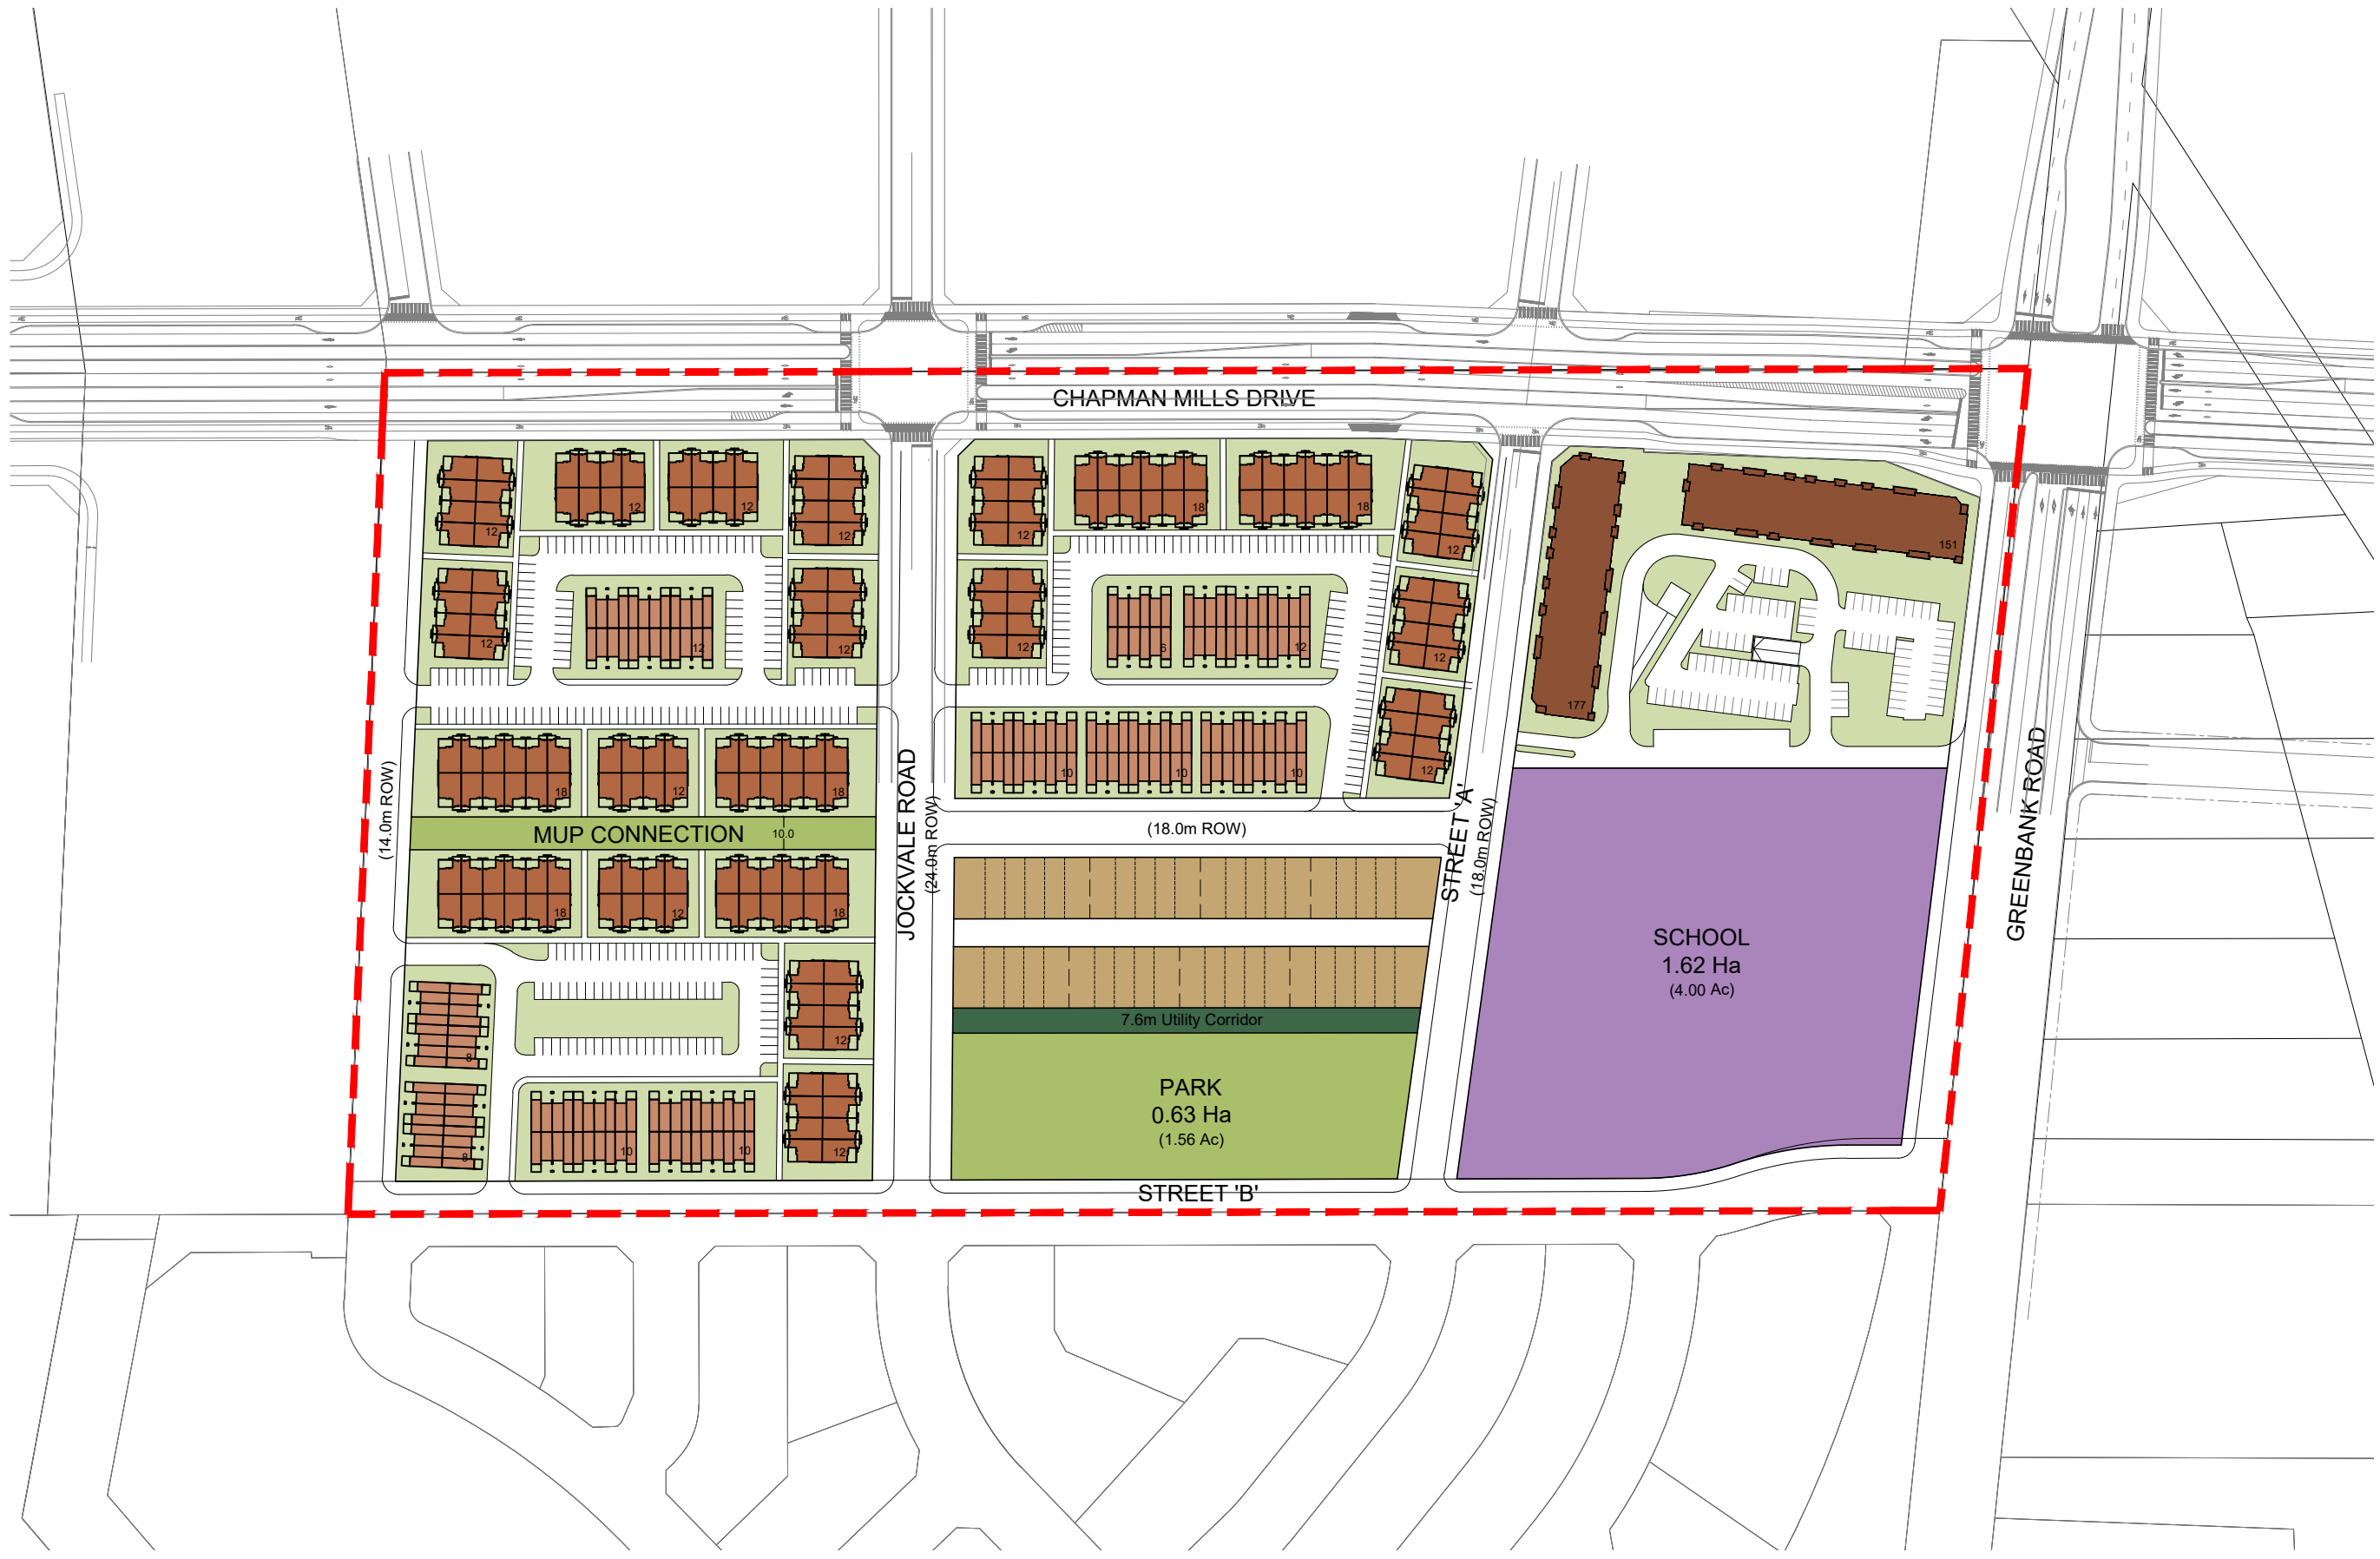 CHAPMAN MILLS DRIVE
12
12
12
12
12
12
12
12
18
18
12
12
12
6
12
12
151
177
18
12
18
10
10
10
12
MUP CONNECTION
10.0
18
12
18
(14.0m ROW)
JOCKVALE ROAD
(24.0m ROW)
(18.0m ROW)
STREET 'A'
(18.0m ROW)
GREENBANK ROAD
SCHOOL
1.62 Ha
(4.00 Ac)
7.6m Utility Corridor
PARK
0.63 Ha
(1.56 Ac)
8
8
12
10
10
12
STREET 'B'